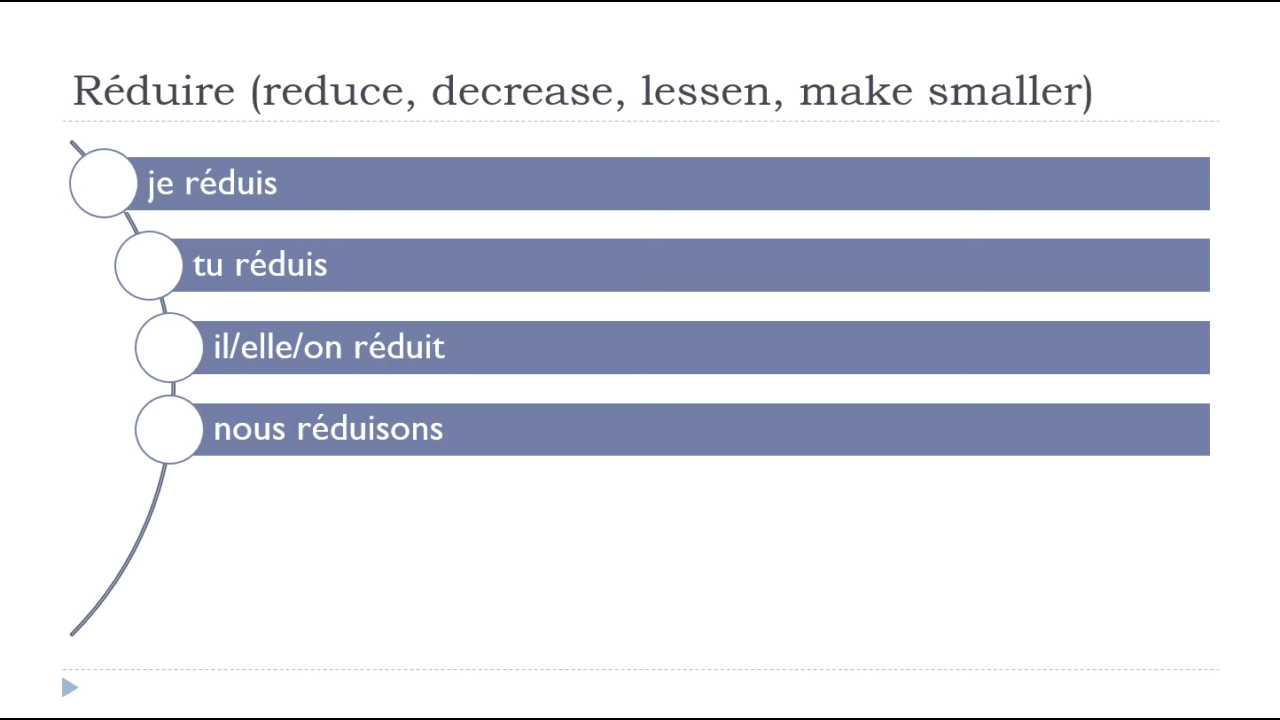 Réduire (reduce, decrease, lessen, make smaller)
je réduis
tu réduis
il/elle/on réduit
nous réduisons